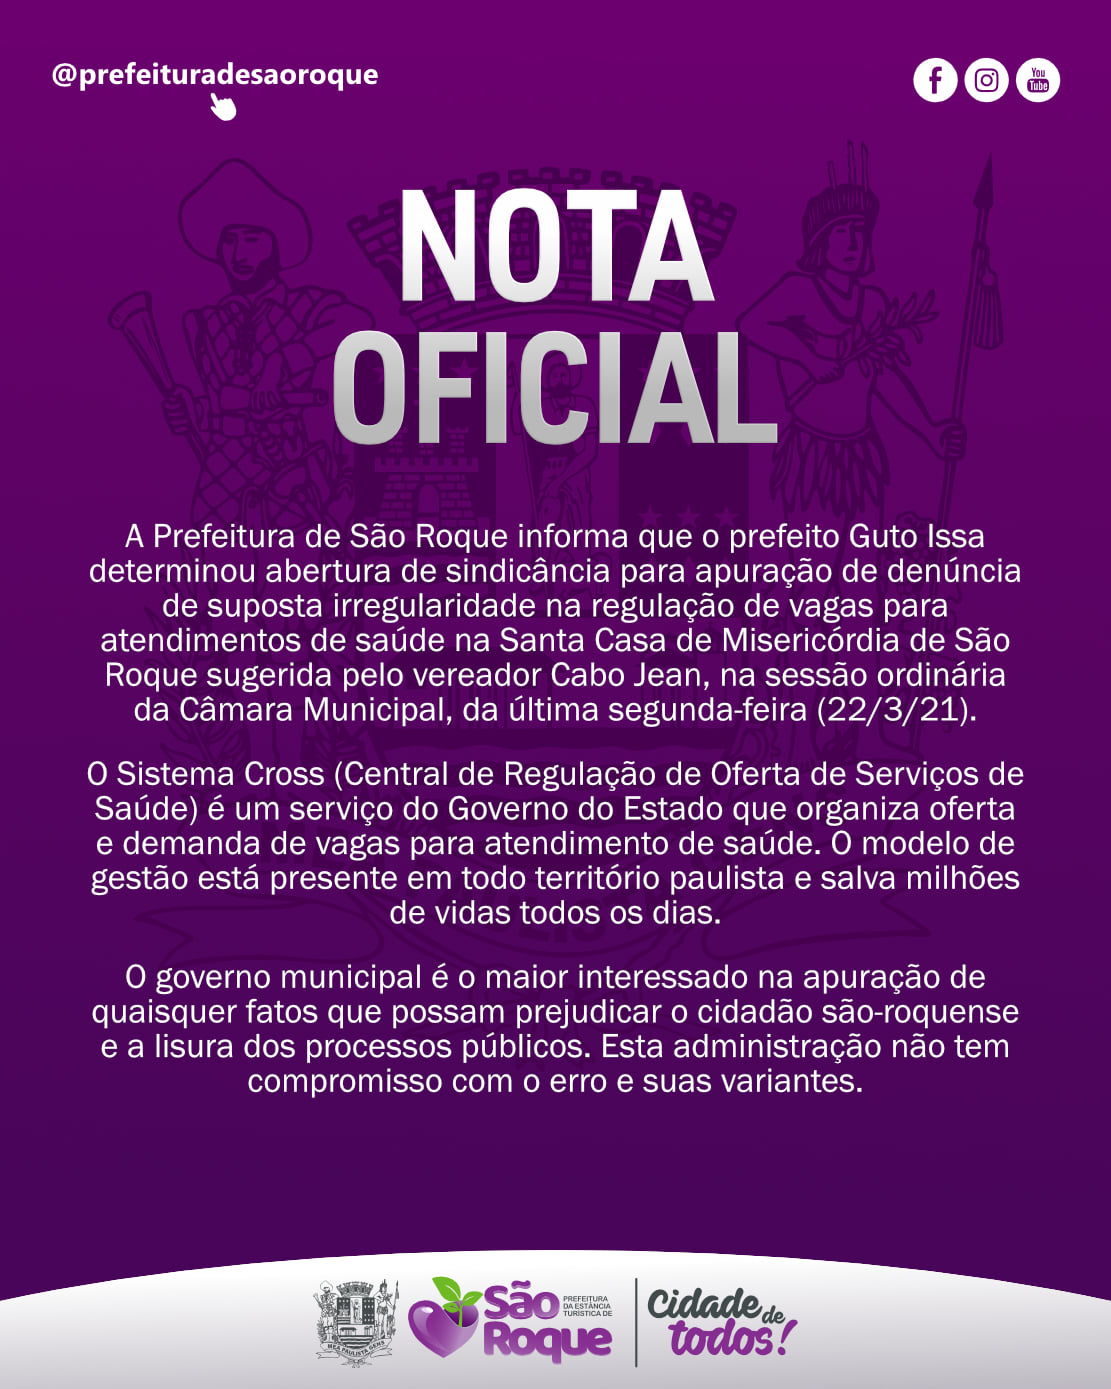 @prefeituradesaoroque
You
Tube
NOTA
OFICIAL
A Prefeitura de São Roque informa que o prefeito Guto Issa
determinou abertura de sindicância para apuração de denúncia
de suposta irregularidade na regulação de vagas para
atendimentos de saúde na Santa Casa de Misericórdia de São
Roque sugerida pelo vereador Cabo Jean, na sessão ordinária
da Câmara Municipal, da última segunda-feira (22/3/21).
O Sistema Cross (Central de Regulação de Oferta de Serviços de
Saúde) é um serviço do Governo do Estado que organiza oferta
e demanda de vagas para atendimento de saúde. O modelo de
gestão está presente em todo território paulista e salva milhões
de vidas todos os dias.
O governo municipal é o maior interessado na apuração de
quaisquer fatos que possam prejudicar o cidadão são-roquense
e a lisura dos processos públicos. Esta administração não tem
compromisso com o erro e suas variantes.
MEA PAULISTA GENS
São
Roque
PREFEITURA
DA ESTÂNCIA
TURÍSTICA DE
Cidade de
todos!